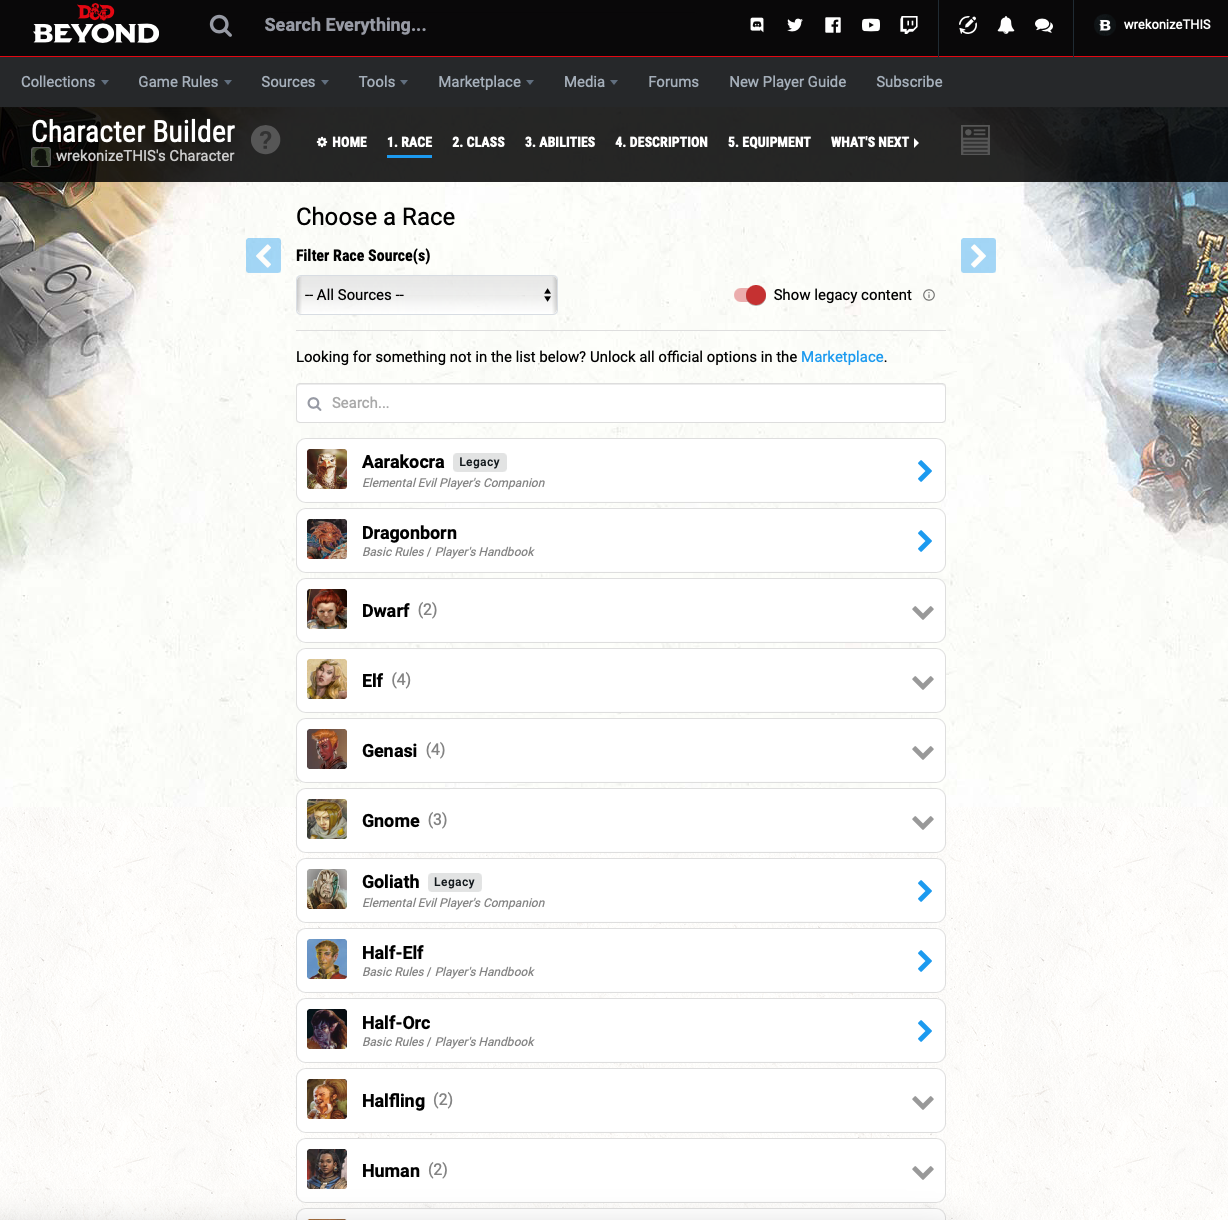 D&D
BEYOND
Search Everything...
wrekonizeTHIS
Collections
Game Rules
Sources
Tools
Marketplace
Media
Forums
New Player Guide
Subscribe
Character Builder
wrekonizeTHIS's Character
?
HOME
1. RACE
2. CLASS
3. ABILITIES
4. DESCRIPTION
5. EQUIPMENT
WHAT'S NEXT
Choose a Race
Filter Race Source(s)
-- All Sources --
Show legacy content
Looking for something not in the list below? Unlock all official options in the Marketplace.
Search...
Aarakocra Legacy
Elemental Evil Player's Companion
Dragonborn
Basic Rules / Player's Handbook
Dwarf (2)
Elf (4)
Genasi (4)
Gnome (3)
Goliath Legacy
Elemental Evil Player's Companion
Half-Elf
Basic Rules / Player's Handbook
Half-Orc
Basic Rules / Player's Handbook
Halfling (2)
Human (2)